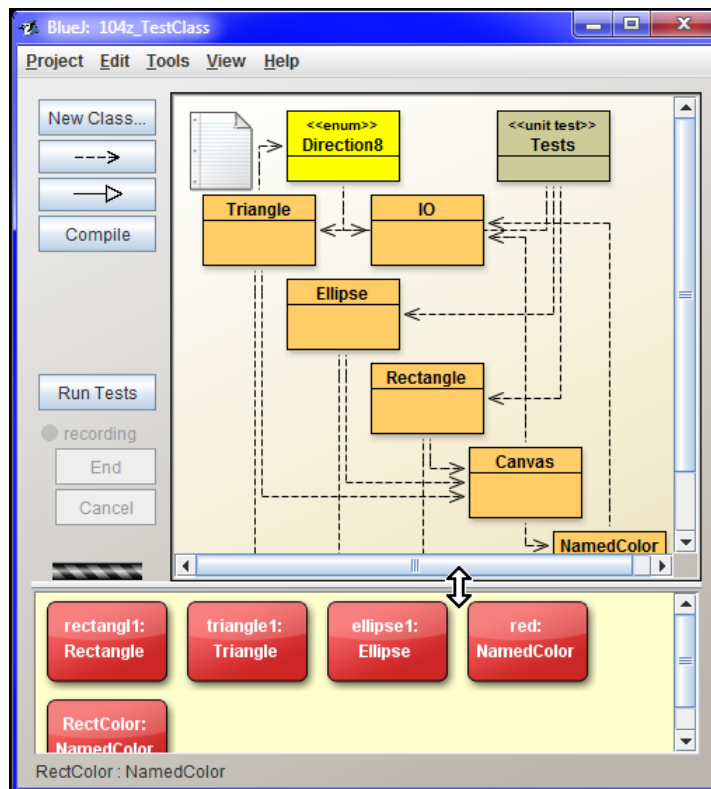 BlueJ: 104z_TestClass
Project Edit Tools View Help
New Class...
Compile
Run Tests
recording
End
Cancel
<<enum>>
Direction8
<<unit test>>
Tests
Triangle
IO
Ellipse
Rectangle
Canvas
NamedColor
rectangl1:
Rectangle
triangle1:
Triangle
ellipse1:
Ellipse
red:
NamedColor
RectColor:
NamedColor
RectColor : NamedColor